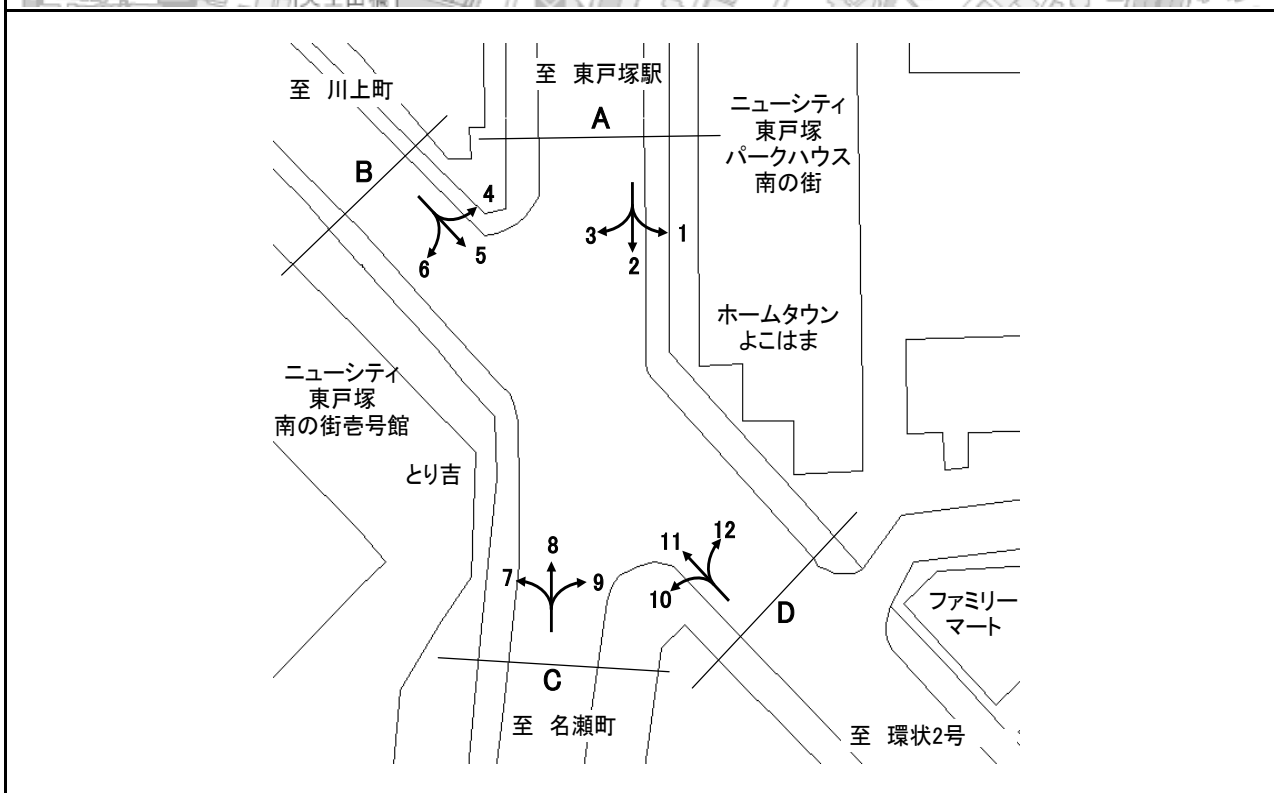 至 川上町
至 東戸塚駅
A
B
ニューシティ
東戸塚
パークハウス
南の街
4
5
6
3
2
1
ホームタウン
よこはま
ニューシティ
東戸塚
南の街壱号館
とり吉
7
8
9
10
11
12
C
D
ファミリー
マート
至 名瀬町
至 環状2号